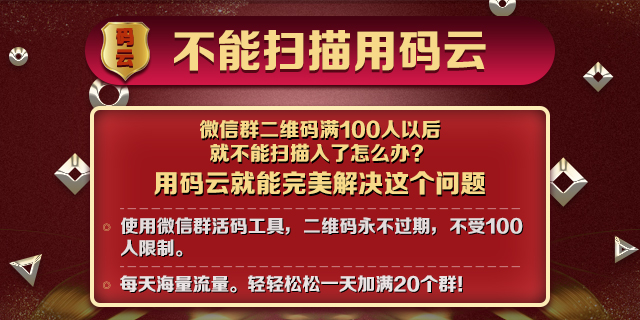 码云
不能扫描用码云
微信群二维码满100人以后
就不能扫描入了怎么办?
用码云就能完美解决这个问题
使用微信群活码工具，二维码永不过期，不受100
人限制。
每天海量流量。轻轻松松一天加满20个群!